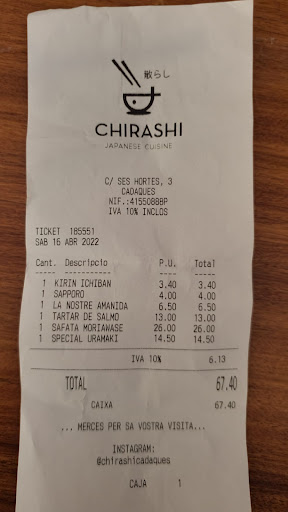 散らし
CHIRASHI
JAPANESE CUISINE
C/ SES HORTES, 3
CADAQUES
NIF.:41550888P
IVA 10% INCLOS
TICKET 185551
SAB 16 ABR 2022
Cant. Descripcio P.U. Total
----- ---------- ----- -------
1 KIRIN ICHIBAN 3.40 3.40
1 SAPPORO 4.00 4.00
1 LA NOSTRE AMANIDA 6.50 6.50
1 TARTAR DE SALMO 13.00 13.00
1 SAFATA MORIAWASE 26.00 26.00
1 SPECIAL URAMAKI 14.50 14.50
IVA 10% 6.13
TOTAL 67.40
CAIXA 67.40
... MERCES PER SA VOSTRA VISITA...
INSTAGRAM:
@chirashicadaques
CAJA 1